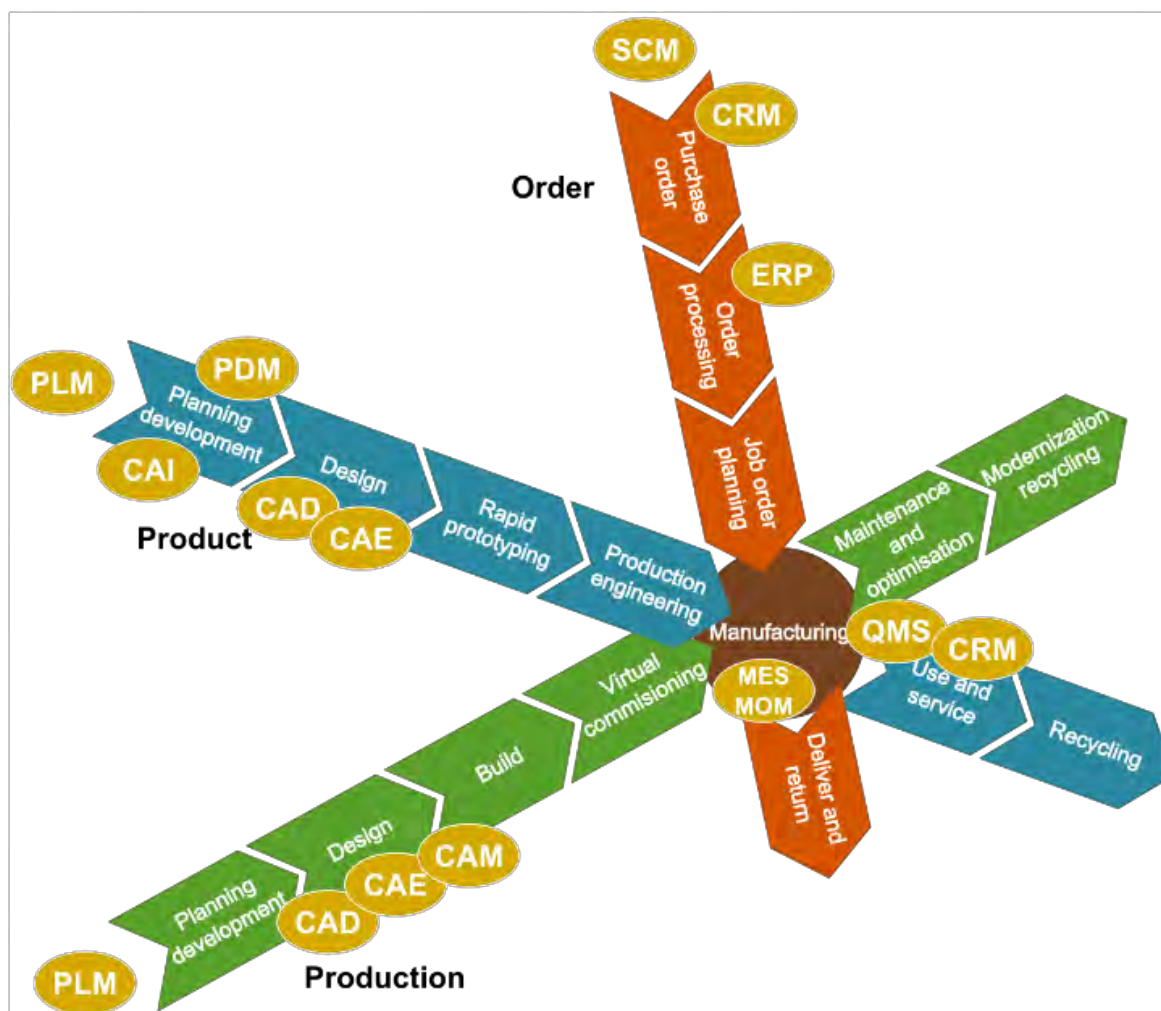 SCM
CRM
Purchase
order
Order
ERP
Order
processing
Job order
planning
PLM
PDM
Planning
development
CAI
Design
CAD
CAE
Product
Rapid
prototyping
Production
engineering
Manufacturing
MES
MOM
Modernization
recycling
Maintenance
and
optimisation
QMS
CRM
Use and
service
Recycling
Deliver and
return
Virtual
commisioning
Build
Design
CAM
CAE
CAD
Planning
development
PLM
Production